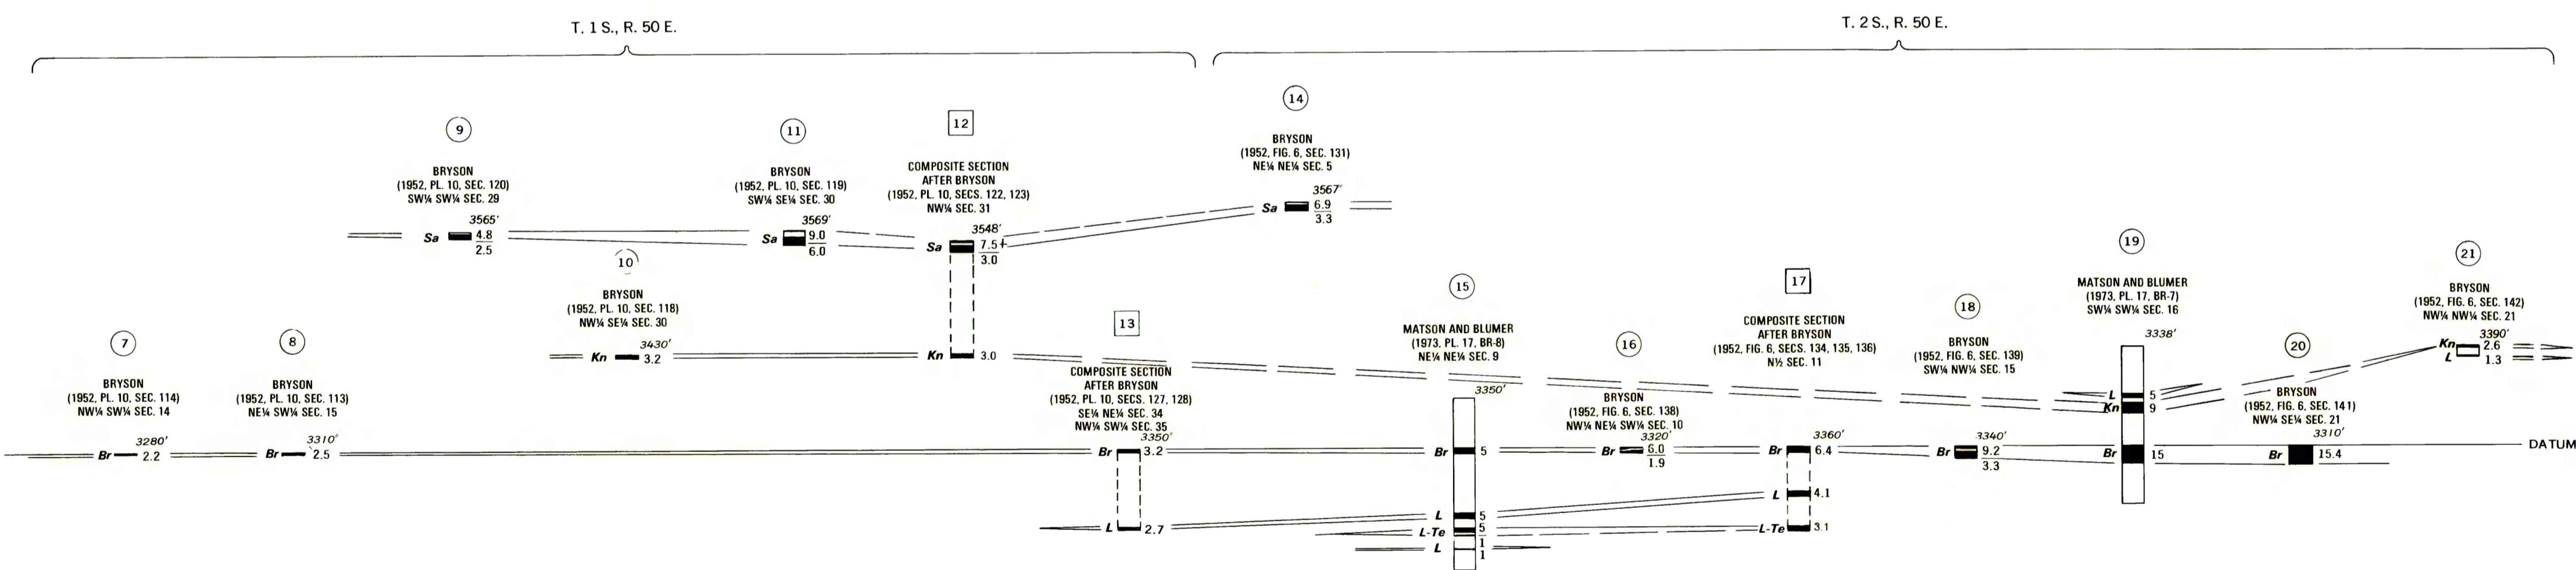 T. 1 S., R. 50 E.
T. 2 S., R. 50 E.
7
BRYSON
(1952, PL. 10, SEC. 114)
NW¼ SW¼ SEC. 14
3280'
Br 2.2
8
BRYSON
(1952, PL. 10, SEC. 113)
NE¼ SW¼ SEC. 15
3310'
Br 2.5
9
BRYSON
(1952, PL. 10, SEC. 120)
SW¼ SW¼ SEC. 29
3565'
Sa 4.8
2.5
10
BRYSON
(1952, PL. 10, SEC. 118)
NW¼ SE¼ SEC. 30
3430'
Kn 3.2
11
BRYSON
(1952, PL. 10, SEC. 119)
SW¼ SE¼ SEC. 30
3569'
Sa 9.0
6.0
12
COMPOSITE SECTION
AFTER BRYSON
(1952, PL. 10, SECS. 122, 123)
NW¼ SEC. 31
3548'
Sa 7.5+
3.0
Kn 3.0
13
COMPOSITE SECTION
AFTER BRYSON
(1952, PL. 10, SECS. 127, 128)
SE¼ NE¼ SEC. 34
NW¼ SW¼ SEC. 35
3350'
Br 3.2
L 2.7
14
BRYSON
(1952, FIG. 6, SEC. 131)
NE¼ NE¼ SEC. 5
3567'
Sa 6.9
3.3
15
MATSON AND BLUMER
(1973, PL. 17, BR-8)
NE¼ NE¼ SEC. 9
3350'
Br 5
L 5
L-Te 5
1
L 1
16
BRYSON
(1952, FIG. 6, SEC. 138)
NW¼ NE¼ SW¼ SEC. 10
3320'
Br 6.0
1.9
17
COMPOSITE SECTION
AFTER BRYSON
(1952, FIG. 6, SECS. 134, 135, 136)
N½ SEC. 11
3360'
Br 6.4
L 4.1
L-Te 3.1
18
BRYSON
(1952, FIG. 6, SEC. 139)
SW¼ NW¼ SEC. 15
3340'
Br 9.2
3.3
19
MATSON AND BLUMER
(1973, PL. 17, BR-7)
SW¼ SW¼ SEC. 16
3338'
L 5
Kn 9
Br 15
20
BRYSON
(1952, FIG. 6, SEC. 141)
NW¼ SE¼ SEC. 21
3310'
Br 15.4
21
BRYSON
(1952, FIG. 6, SEC. 142)
NW¼ NW¼ SEC. 21
3390'
Kn 2.6
L 1.3
DATUM